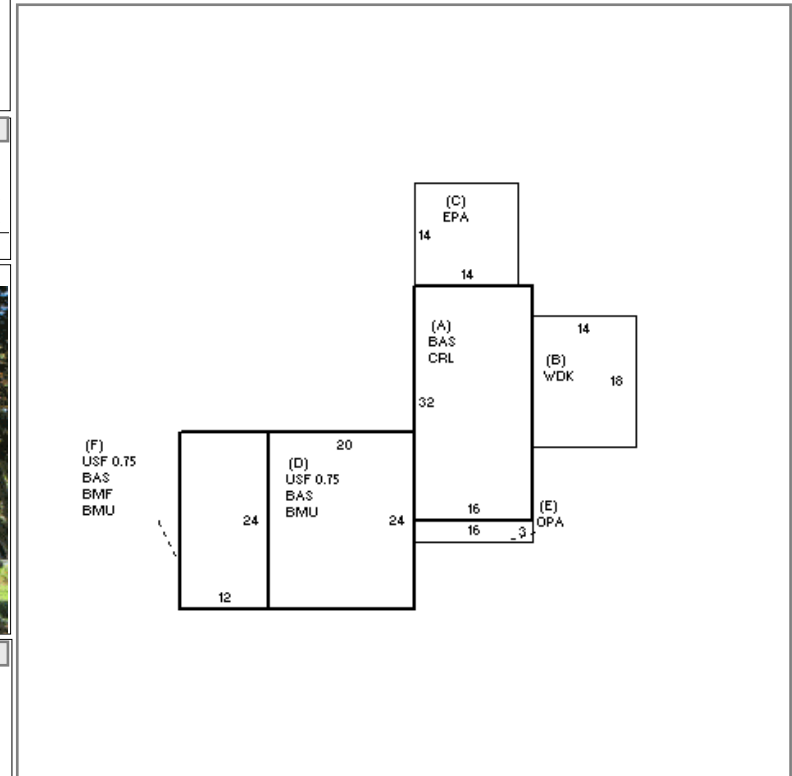 (C)
EPA
14
14
(A)
BAS
CRL
32
16
14
(B)
WDK
18
(F)
USF 0.75
BAS
BMF
BMU
24
12
20
(D)
USF 0.75
BAS
BMU
24
(E)
OPA
16
3